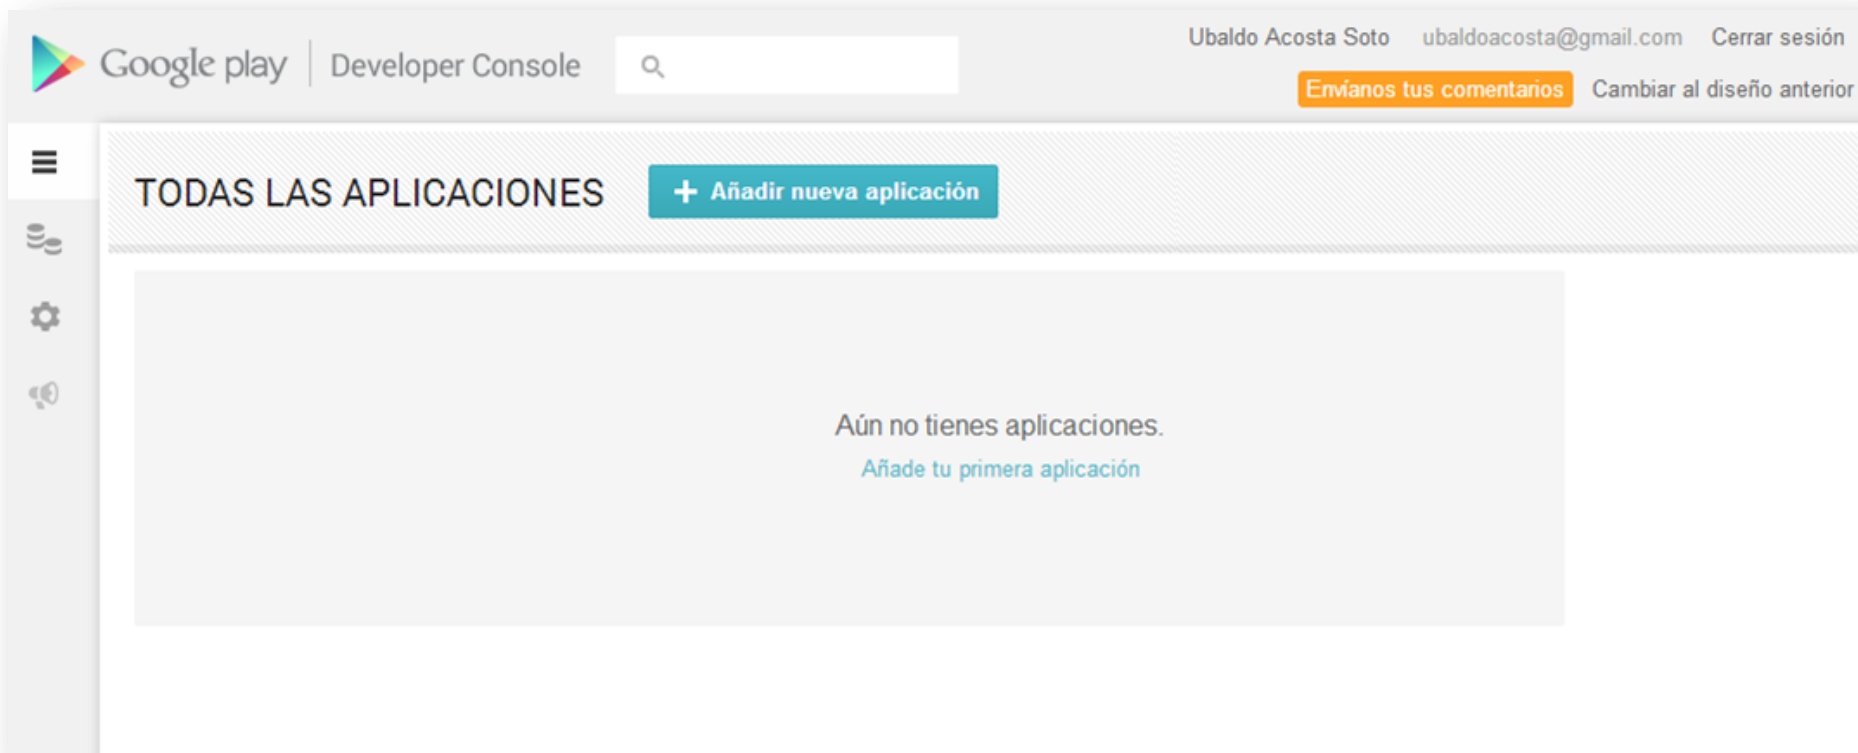 Ubaldo Acosta Soto ubaldoacosta@gmail.com Cerrar sesión
Google play Developer Console
Envíanos tus comentarios Cambiar al diseño anterior
TODAS LAS APLICACIONES
Añadir nueva aplicación
Aún no tienes aplicaciones.
Añade tu primera aplicación